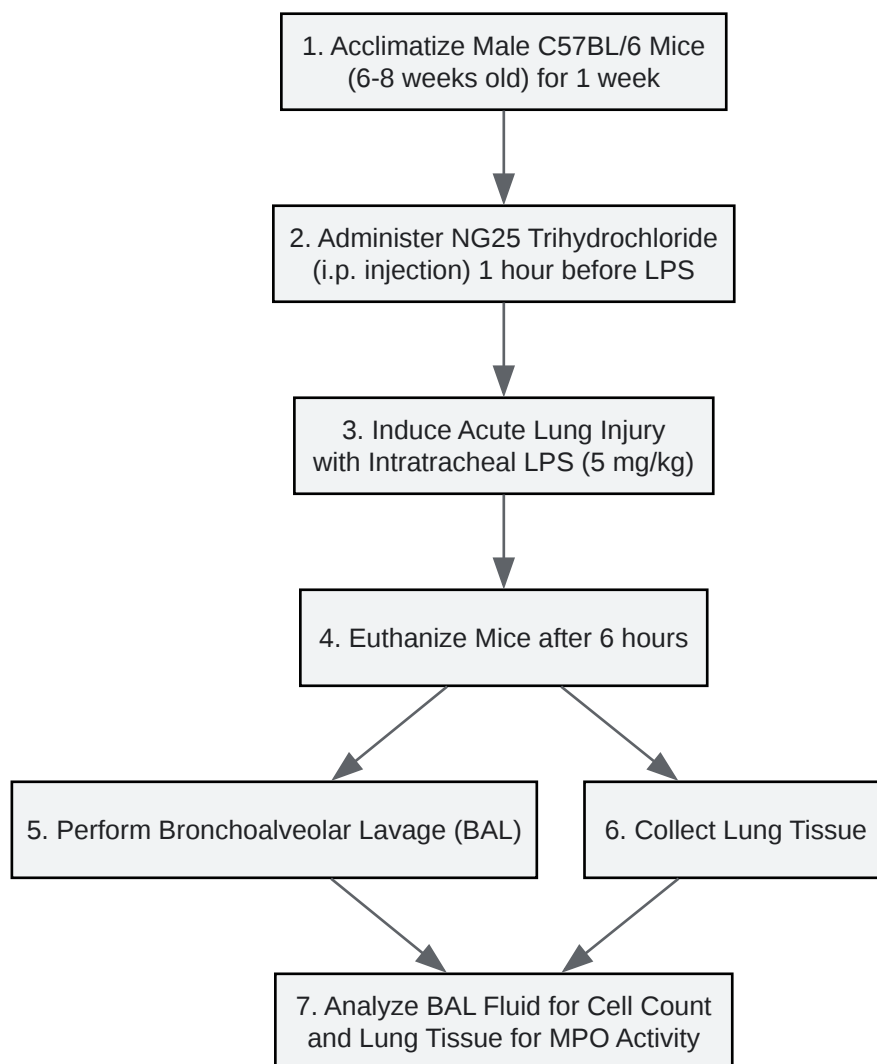 1. Acclimatize Male C57BL/6 Mice
(6-8 weeks old) for 1 week
2. Administer NG25 Trihydrochloride
(i.p. injection) 1 hour before LPS
3. Induce Acute Lung Injury
with Intratracheal LPS (5 mg/kg)
4. Euthanize Mice after 6 hours
5. Perform Bronchoalveolar Lavage (BAL)
6. Collect Lung Tissue
7. Analyze BAL Fluid for Cell Count
and Lung Tissue for MPO Activity